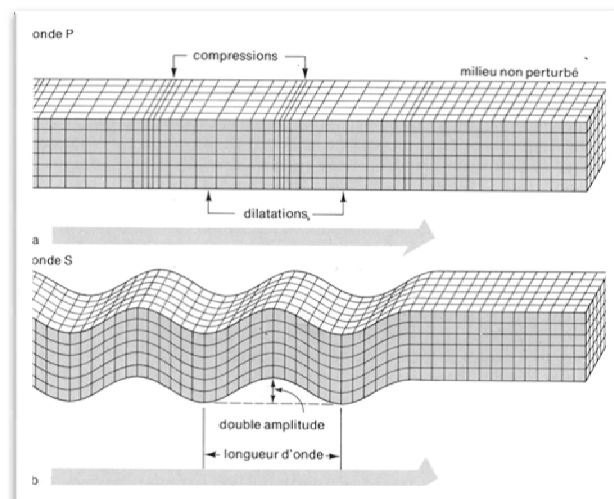 onde P
compressions
milieu non perturbé
dilatations
a
onde S
double amplitude
longueur d'onde
b